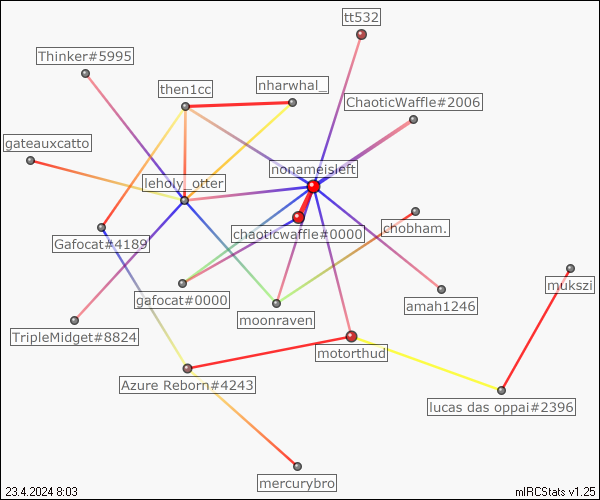 tt532
Thinker#5995
then1cc
nharwhal_
ChaoticWaffle#2006
gateauxcatto
nonameisleft
leholy_otter
chaoticwaffle#0000
chobham.
Gafocat#4189
mukszi
gafocat#0000
amah1246
moonraven
TripleMidget#8824
motorthud
Azure Reborn#4243
lucas das oppai#2396
mercurybro
23.4.2024 8:03
mIRCStats v1.25